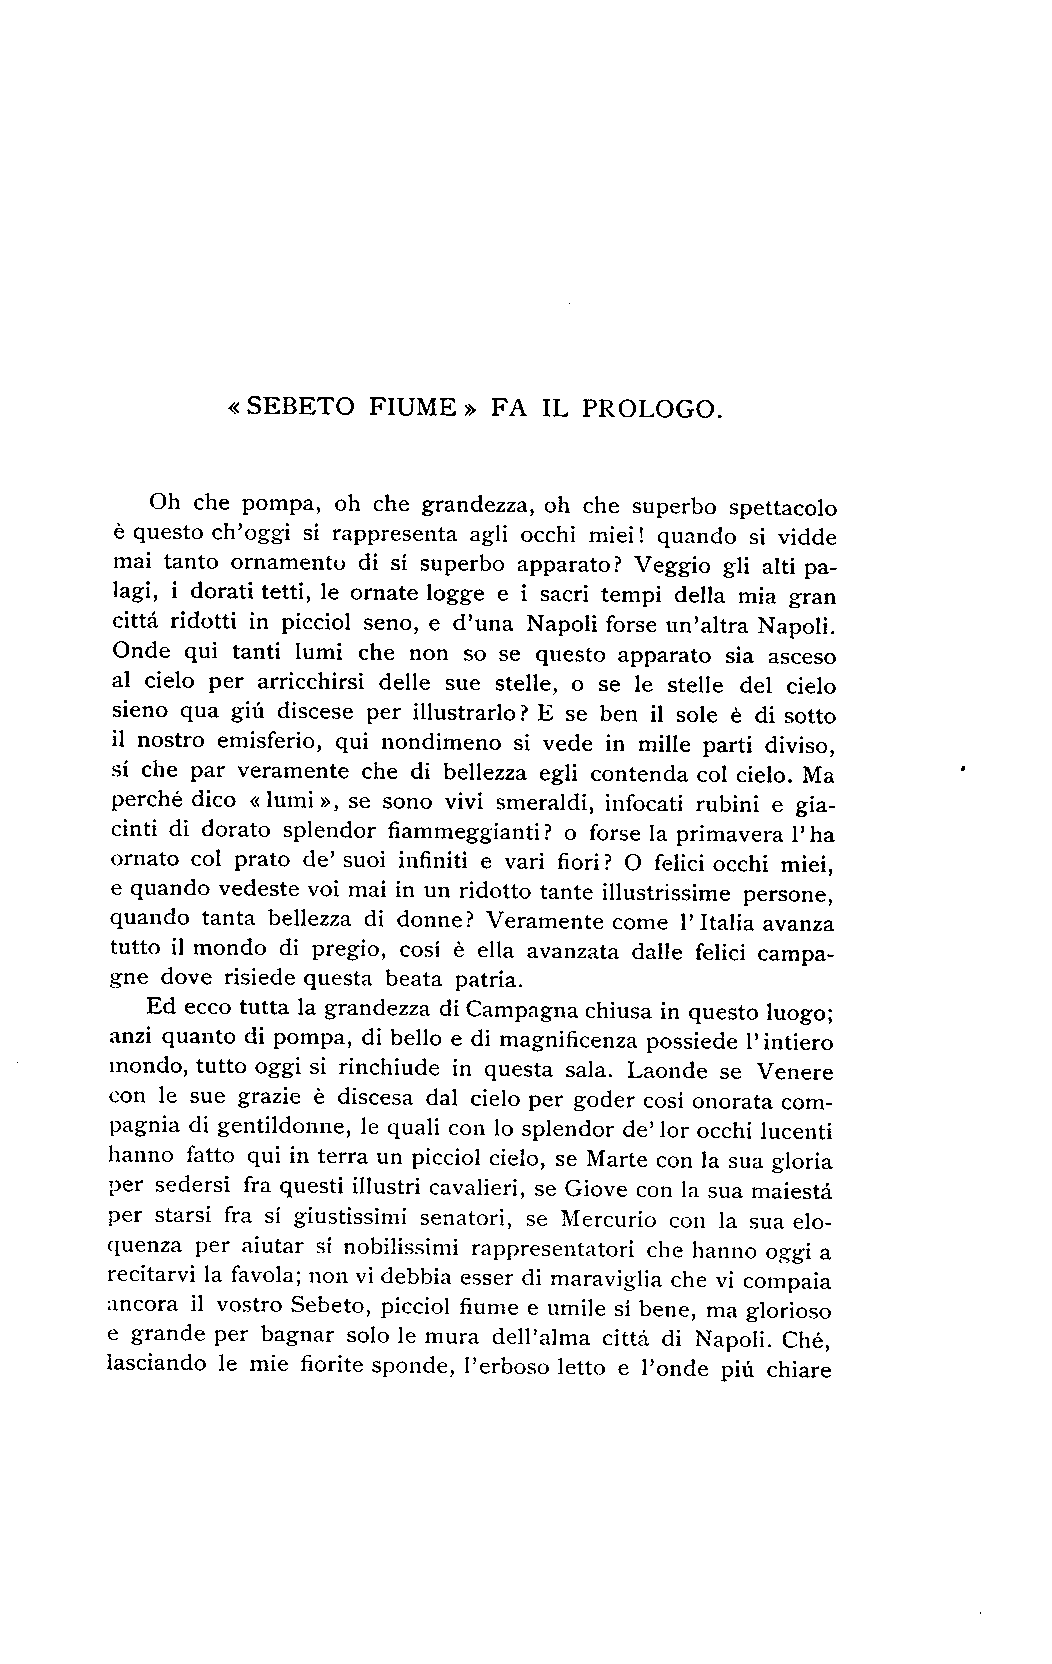 « SEBETO FIUME » FA IL PROLOGO.
Oh che pompa, oh che grandezza, oh che superbo spettacolo
è questo ch'oggi sí rappresenta agli occhi miei! quando si vidde
mai tanto ornamento di sí superbo apparato? Veggio gli alti pa-
lagi, i dorati tetti, le ornate logge e i sacri tempi della mia gran
cittá ridotti in picciol seno, e d'una Napoli forse un'altra Napoli.
Onde qui tanti lumi che non so se questo apparato sia asceso
al cielo per arricchirsi delle sue stelle, o se le stelle del cielo
sieno qua giú discese per illustrarlo? E se ben il sole è di sotto
il nostro emisferio, qui nondimeno si vede in mille parti diviso,
sí che par veramente che di bellezza egli contenda col cielo. Ma
perché dico « lumi », se sono vivi smeraldi, infocati rubini e gia-
cinti di dorato splendor fiammeggianti? o forse la primavera l'ha
ornato col prato de' suoi infiniti e vari fiori? O felici occhi miei,
e quando vedeste voi mai in un ridotto tante illustrissime persone,
quando tanta bellezza di donne? Veramente come l'Italia avanza
tutto il mondo di pregio, cosí è ella avanzata dalle felici campa-
gne dove risiede questa beata patria.
Ed ecco tutta la grandezza di Campagna chiusa in questo luogo;
anzi quanto di pompa, di bello e di magnificenza possiede l'intiero
mondo, tutto oggi si rinchiude in questa sala. Laonde se Venere
con le sue grazie è discesa dal cielo per goder cosi onorata com-
pagnia di gentildonne, le quali con lo splendor de' lor occhi lucenti
hanno fatto qui in terra un picciol cielo, se Marte con la sua gloria
per sedersi fra questi illustri cavalieri, se Giove con la sua maiestá
per starsi fra sí giustissimi senatori, se Mercurio con la sua elo-
quenza per aiutar sí nobilissimi rappresentatori che hanno oggi a
recitarvi la favola; non vi debbia esser di maraviglia che vi compaia
ancora il vostro Sebeto, picciol fiume e umile sí bene, ma glorioso
e grande per bagnar solo le mura dell'alma cittá di Napoli. Ché,
lasciando le mie fiorite sponde, l'erboso letto e l'onde piú chiare